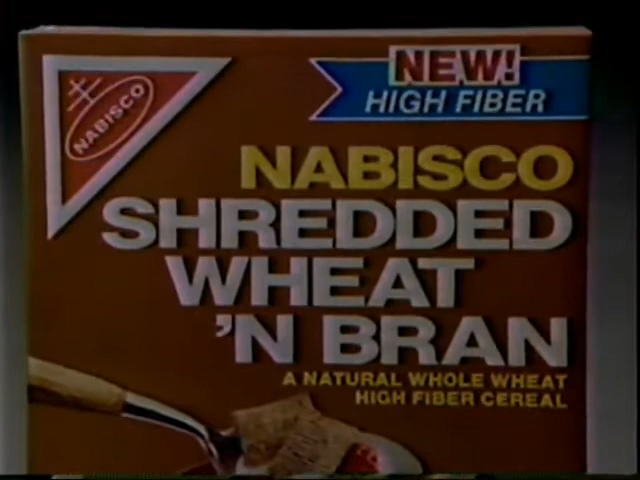 NABISCO
NEW!
HIGH FIBER
NABISCO
SHREDDED
WHEAT
'N BRAN
A NATURAL WHOLE WHEAT
HIGH FIBER CEREAL